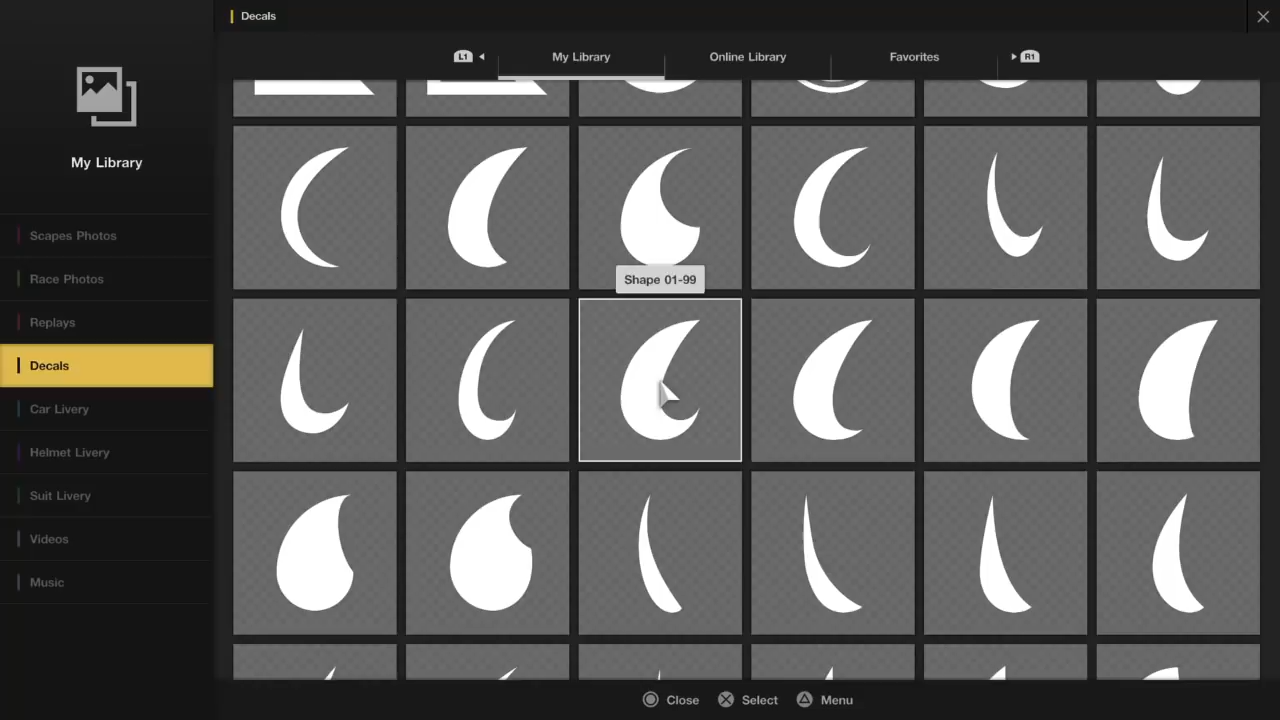 Decals
L1
My Library
Online Library
Favorites
R1
My Library
Scapes Photos
Race Photos
Replays
Decals
Car Livery
Helmet Livery
Suit Livery
Videos
Music
Shape 01-99
Close
Select
Menu